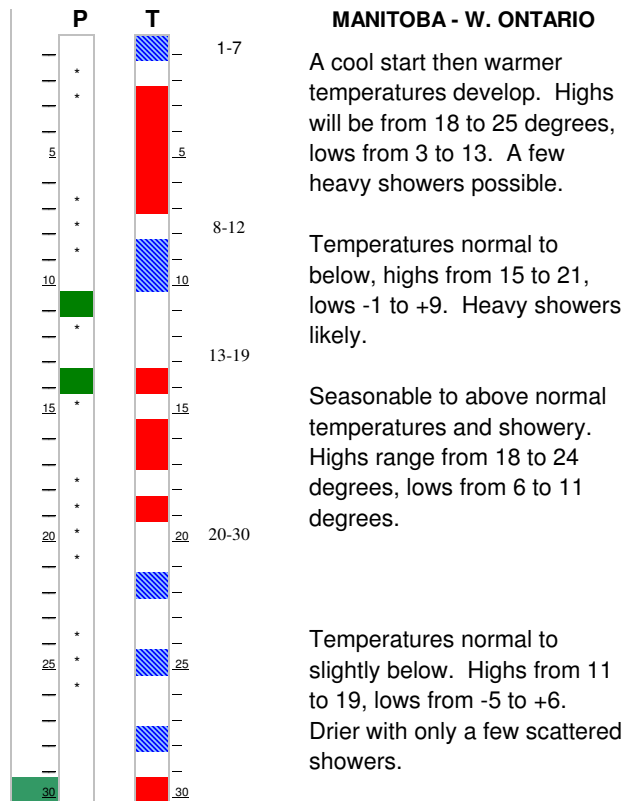 P T MANITOBA - W. ONTARIO
1-7
A cool start then warmer
temperatures develop. Highs
will be from 18 to 25 degrees,
lows from 3 to 13. A few
heavy showers possible.
*
*
5 5
*
*
*
8-12
Temperatures normal to
below, highs from 15 to 21,
lows -1 to +9. Heavy showers
likely.
10 10
*
13-19
Seasonable to above normal
temperatures and showery.
Highs range from 18 to 24
degrees, lows from 6 to 11
degrees.
*
15 15
*
*
*
*
20 20
20-30
Temperatures normal to
slightly below. Highs from 11
to 19, lows from -5 to +6.
Drier with only a few scattered
showers.
*
*
*
25 25
30 30